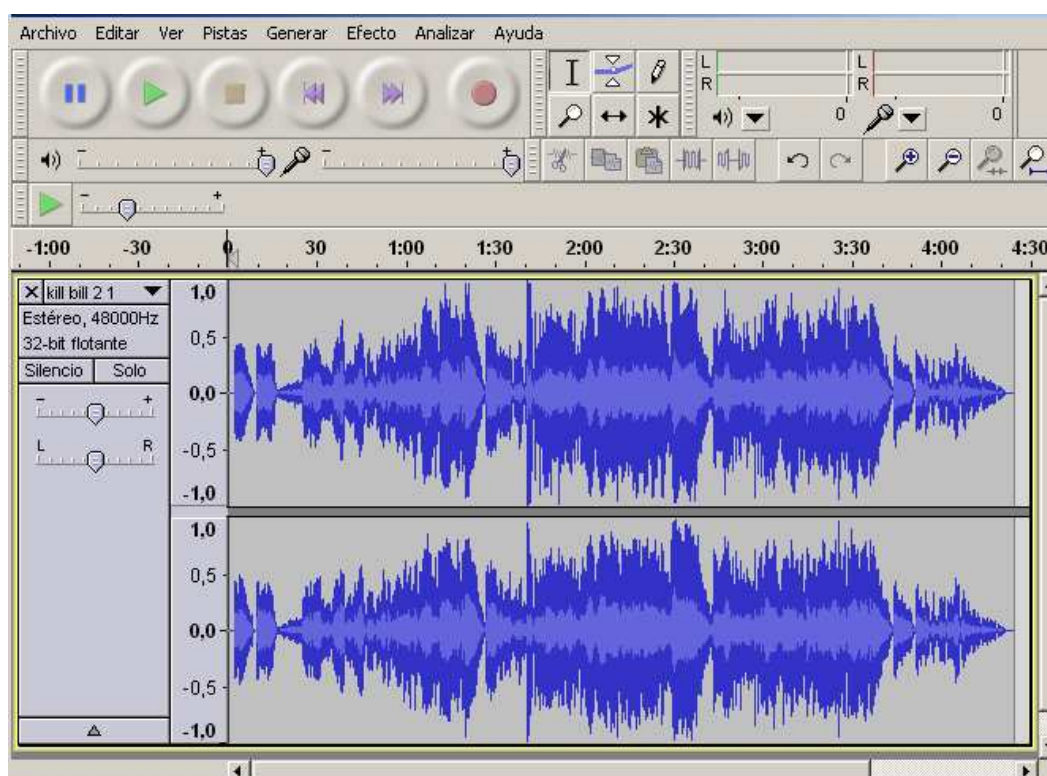 Archivo Editar Ver Pistas Generar Efecto Analizar Ayuda
L
R
L
R
0
0
- +
- +
- +
-1:00 -30 0 30 1:00 1:30 2:00 2:30 3:00 3:30 4:00 4:30
X kill bill 2 1
Estéreo, 48000Hz
32-bit flotante
Silencio Solo
- +
L R
1,0
0,5
0,0
-0,5
-1,0
1,0
0,5
0,0
-0,5
-1,0